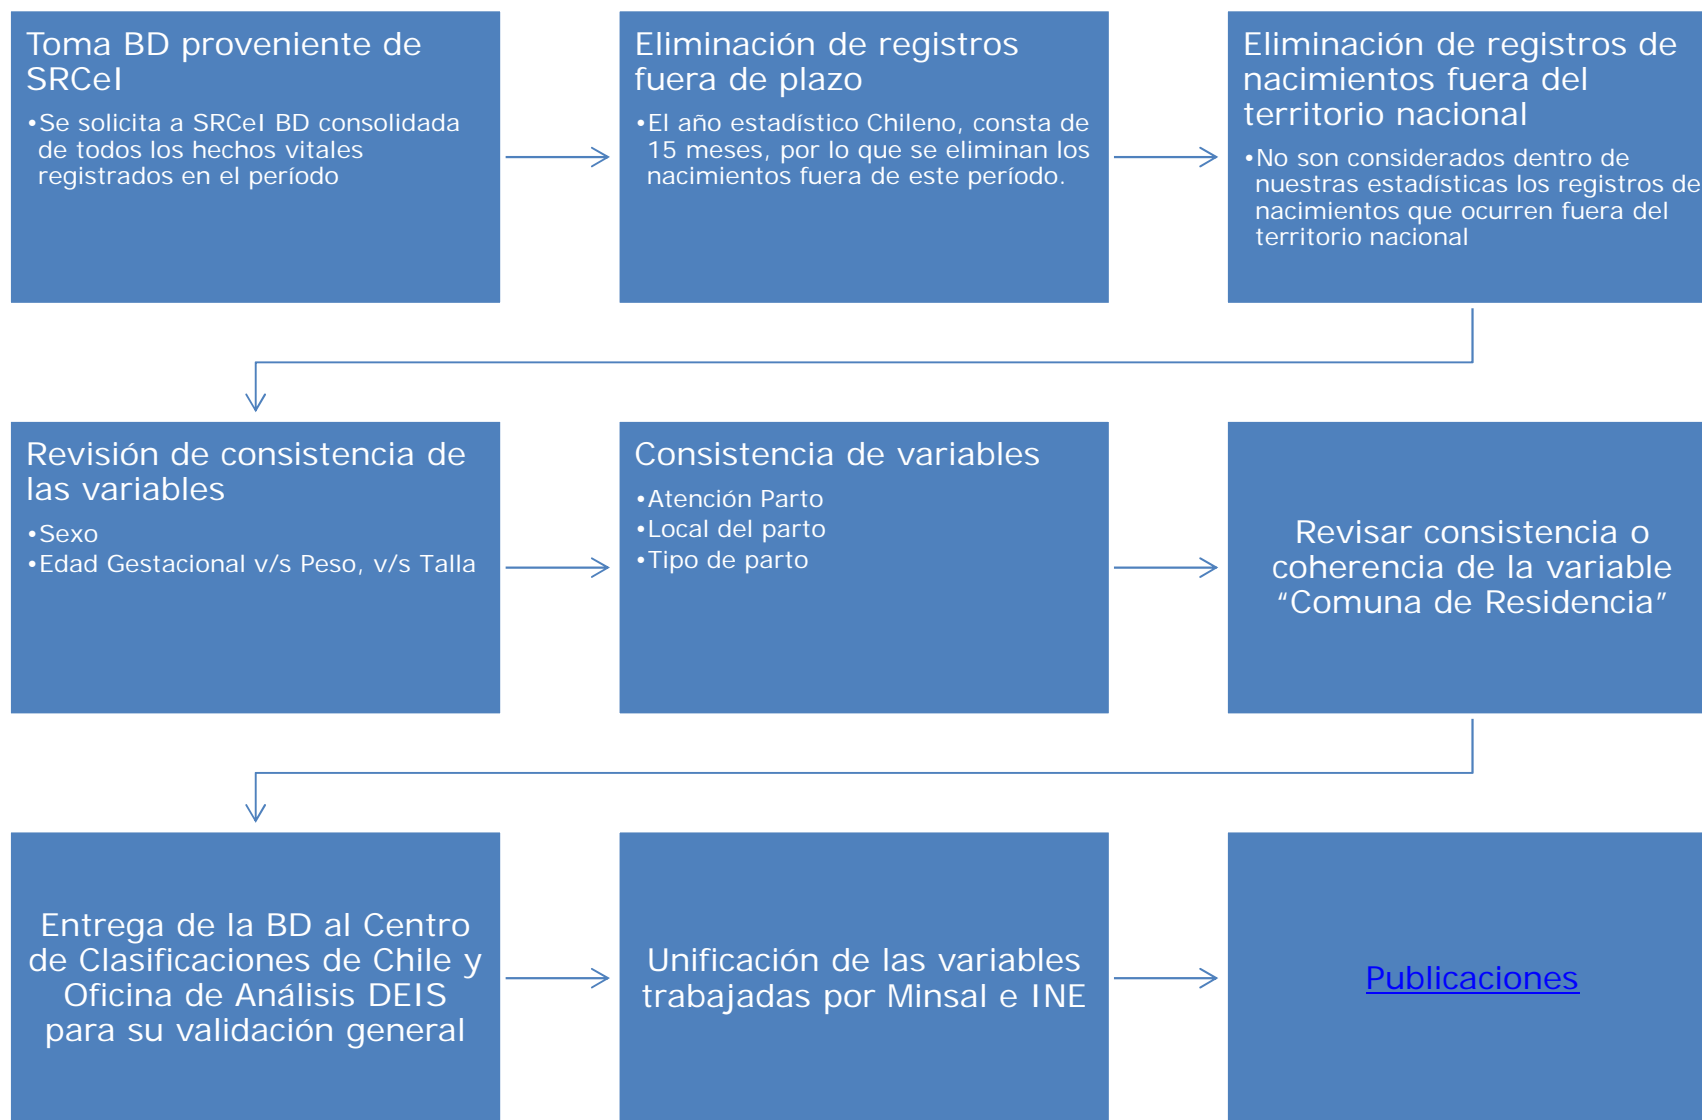 Toma BD proveniente de
SRCeI
•Se solicita a SRCeI BD consolidada
de todos los hechos vitales
registrados en el período
Eliminación de registros
fuera de plazo
•El año estadístico Chileno, consta de
15 meses, por lo que se eliminan los
nacimientos fuera de este período.
Eliminación de registros de
nacimientos fuera del
territorio nacional
•No son considerados dentro de
nuestras estadísticas los registros de
nacimientos que ocurren fuera del
territorio nacional
Revisión de consistencia de
las variables
•Sexo
•Edad Gestacional v/s Peso, v/s Talla
Consistencia de variables
•Atención Parto
•Local del parto
•Tipo de parto
Revisar consistencia o
coherencia de la variable
“Comuna de Residencia”
Entrega de la BD al Centro
de Clasificaciones de Chile y
Oficina de Análisis DEIS
para su validación general
Unificación de las variables
trabajadas por Minsal e INE
Publicaciones